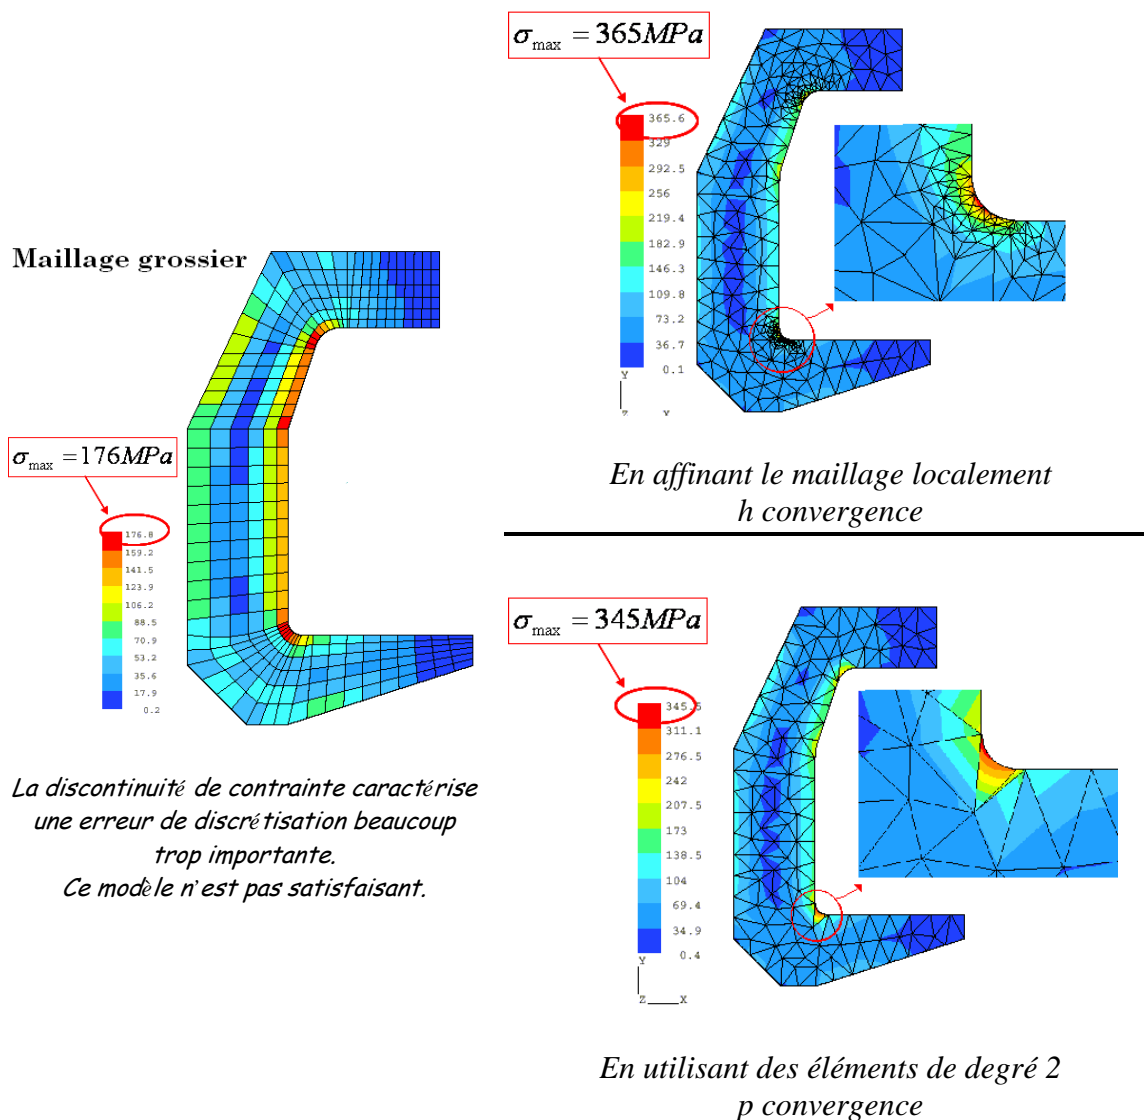 Maillage grossier
σmax = 176MPa
176.8
159.2
141.5
123.9
106.2
88.5
70.9
53.2
35.6
17.9
0.2
La discontinuité de contrainte caractérise
une erreur de discrétisation beaucoup
trop importante.
Ce modèle n'est pas satisfaisant.
σmax = 365MPa
365.6
329
292.5
256
219.4
182.9
146.3
109.8
73.2
36.7
0.1
Y
Z X
En affinant le maillage localement
h convergence
σmax = 345MPa
345.5
311.1
276.5
242
207.5
173
138.5
104
69.4
34.9
0.4
Y
Z X
En utilisant des éléments de degré 2
p convergence